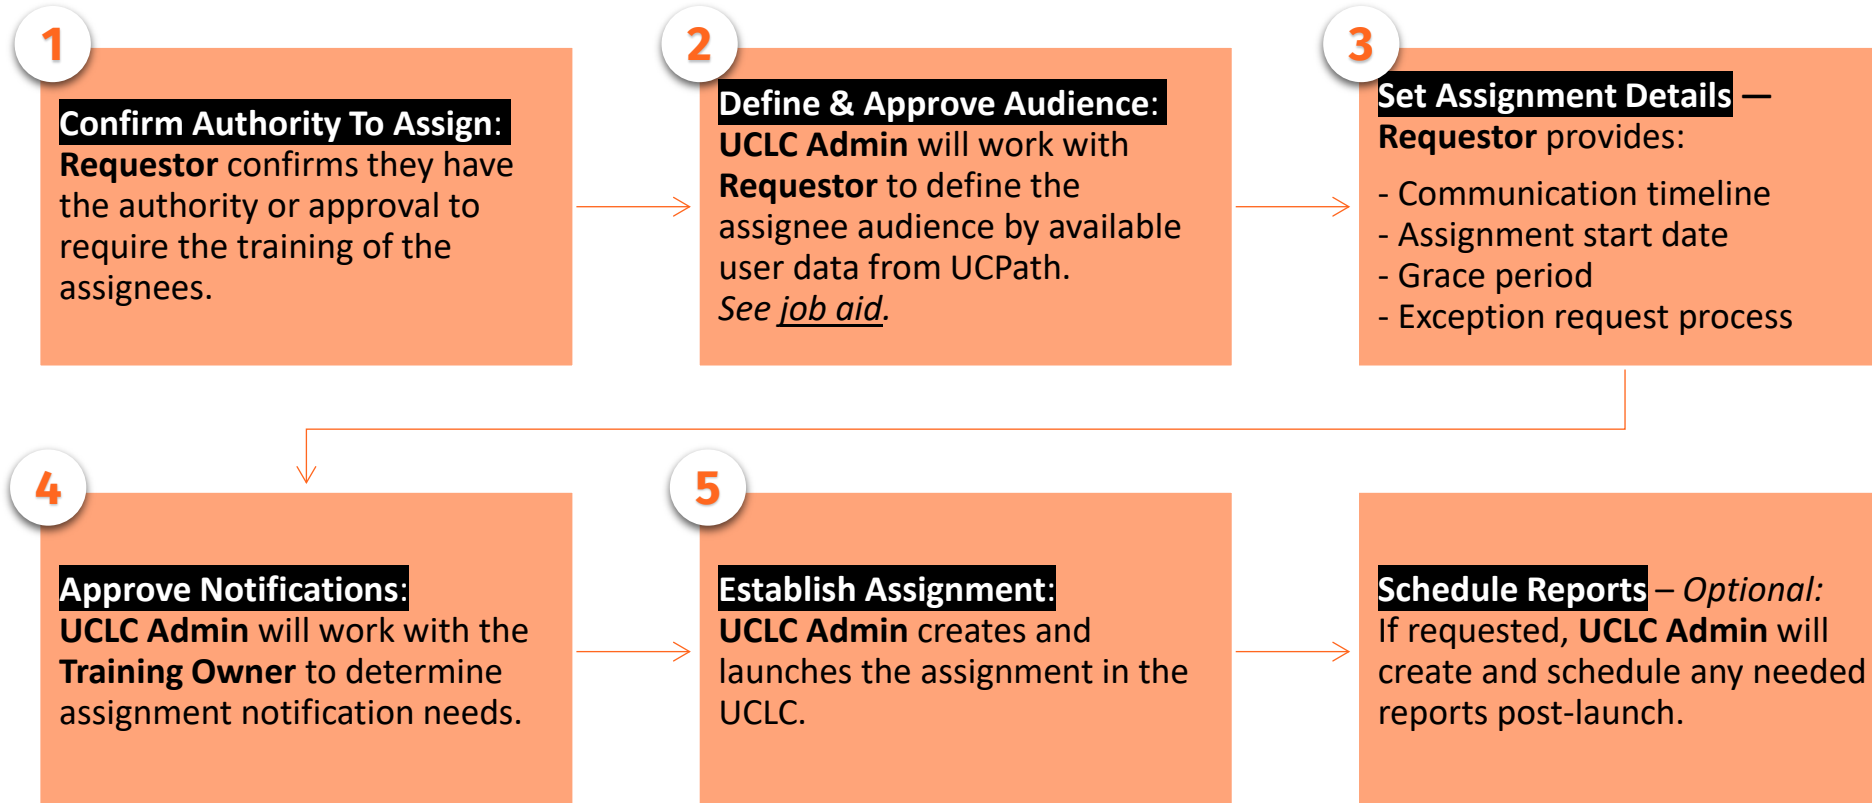 1
Confirm Authority To Assign:
Requestor confirms they have
the authority or approval to
require the training of the
assignees.
2
Define & Approve Audience:
UCLC Admin will work with
Requestor to define the
assignee audience by available
user data from UCPath.
See job aid.
3
Set Assignment Details —
Requestor provides:
- Communication timeline
- Assignment start date
- Grace period
- Exception request process
4
Approve Notifications:
UCLC Admin will work with the
Training Owner to determine
assignment notification needs.
5
Establish Assignment:
UCLC Admin creates and
launches the assignment in the
UCLC.
Schedule Reports – Optional:
If requested, UCLC Admin will
create and schedule any needed
reports post-launch.